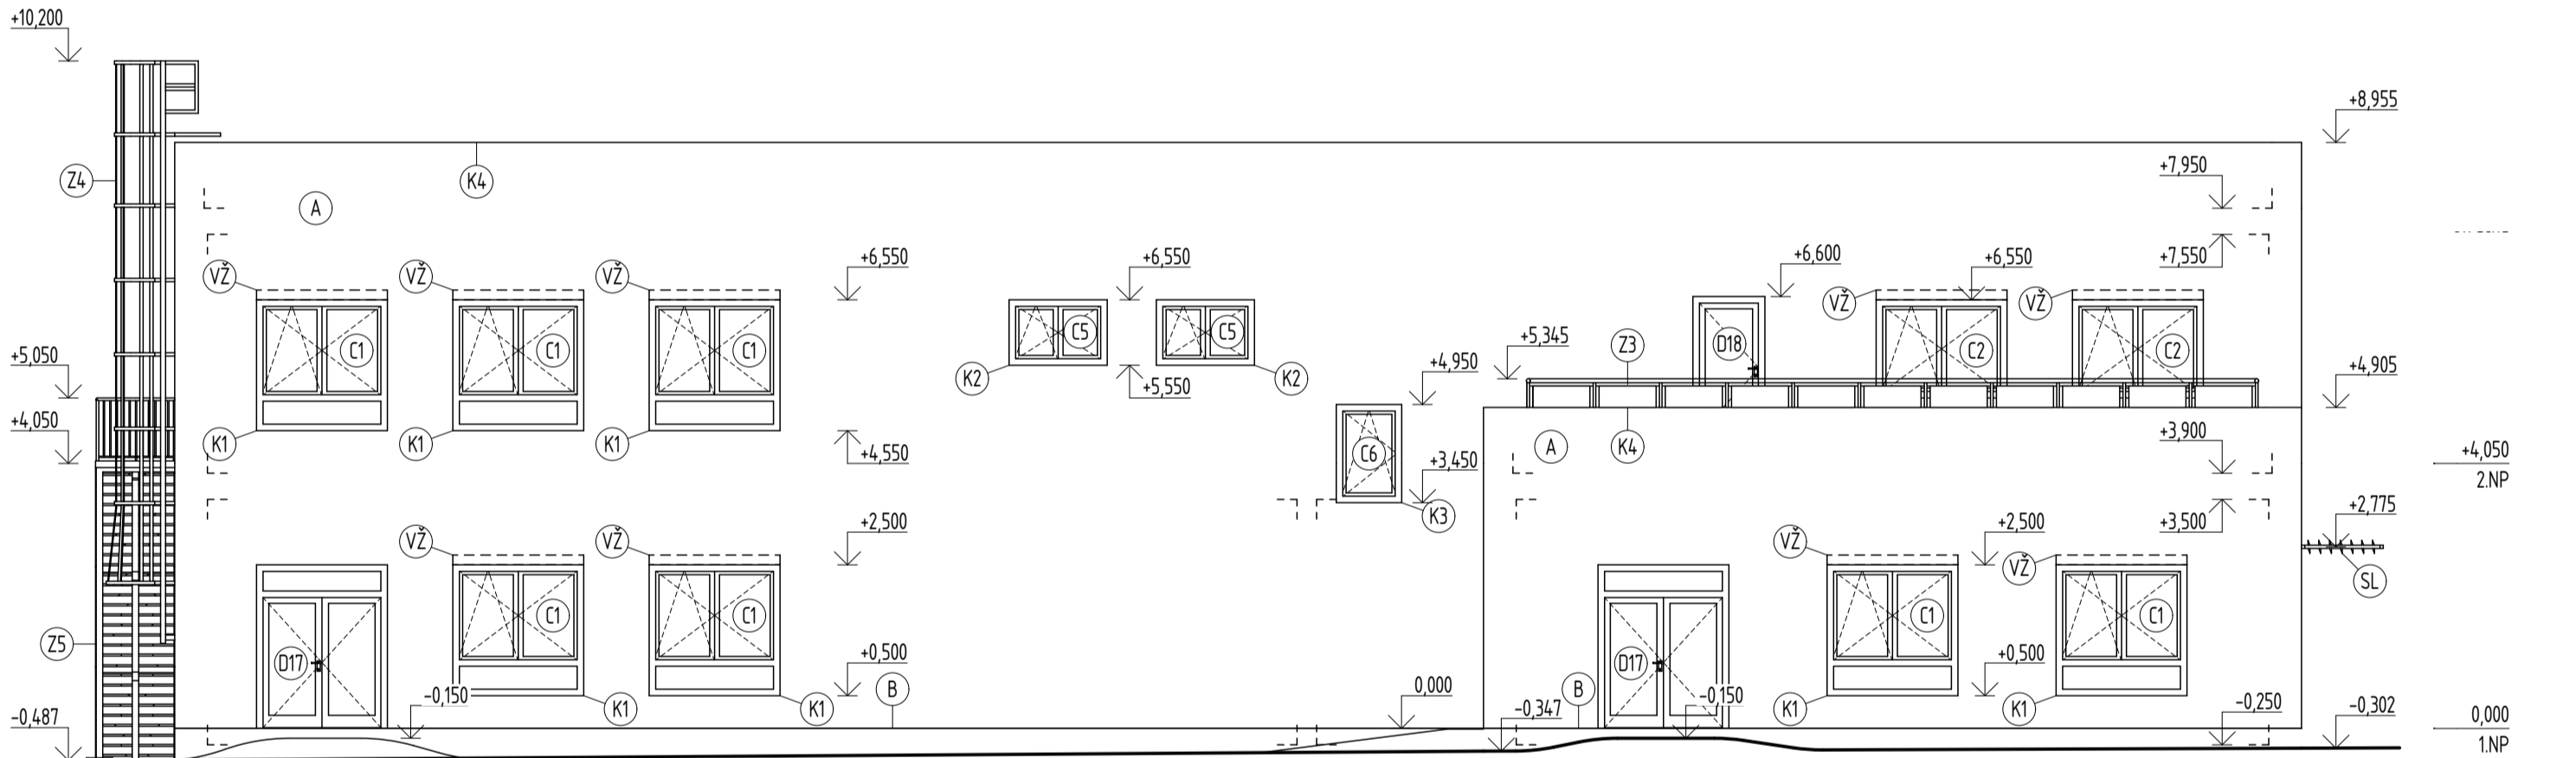 +10,200
+8,955
Z4
K4
+7,950
A
+7,550
VŽ
VŽ
VŽ
+6,550
+6,550
+6,600
+6,550
VŽ
VŽ
C1
C1
C1
C5
C5
D18
C2
C2
K2
K2
+5,550
+5,345
Z3
+5,050
+4,950
+4,905
+4,050
K1
K1
K1
+4,550
C6
+3,450
K3
A
K4
+3,900
+4,050
2.NP
+3,500
+2,775
SL
VŽ
VŽ
+2,500
VŽ
+2,500
VŽ
C1
C1
C1
C1
Z5
D17
D17
+0,500
+0,500
-0,150
K1
K1
B
0,000
B
-0,150
K1
K1
-0,487
-0,347
-0,250
-0,302
0,000
1.NP